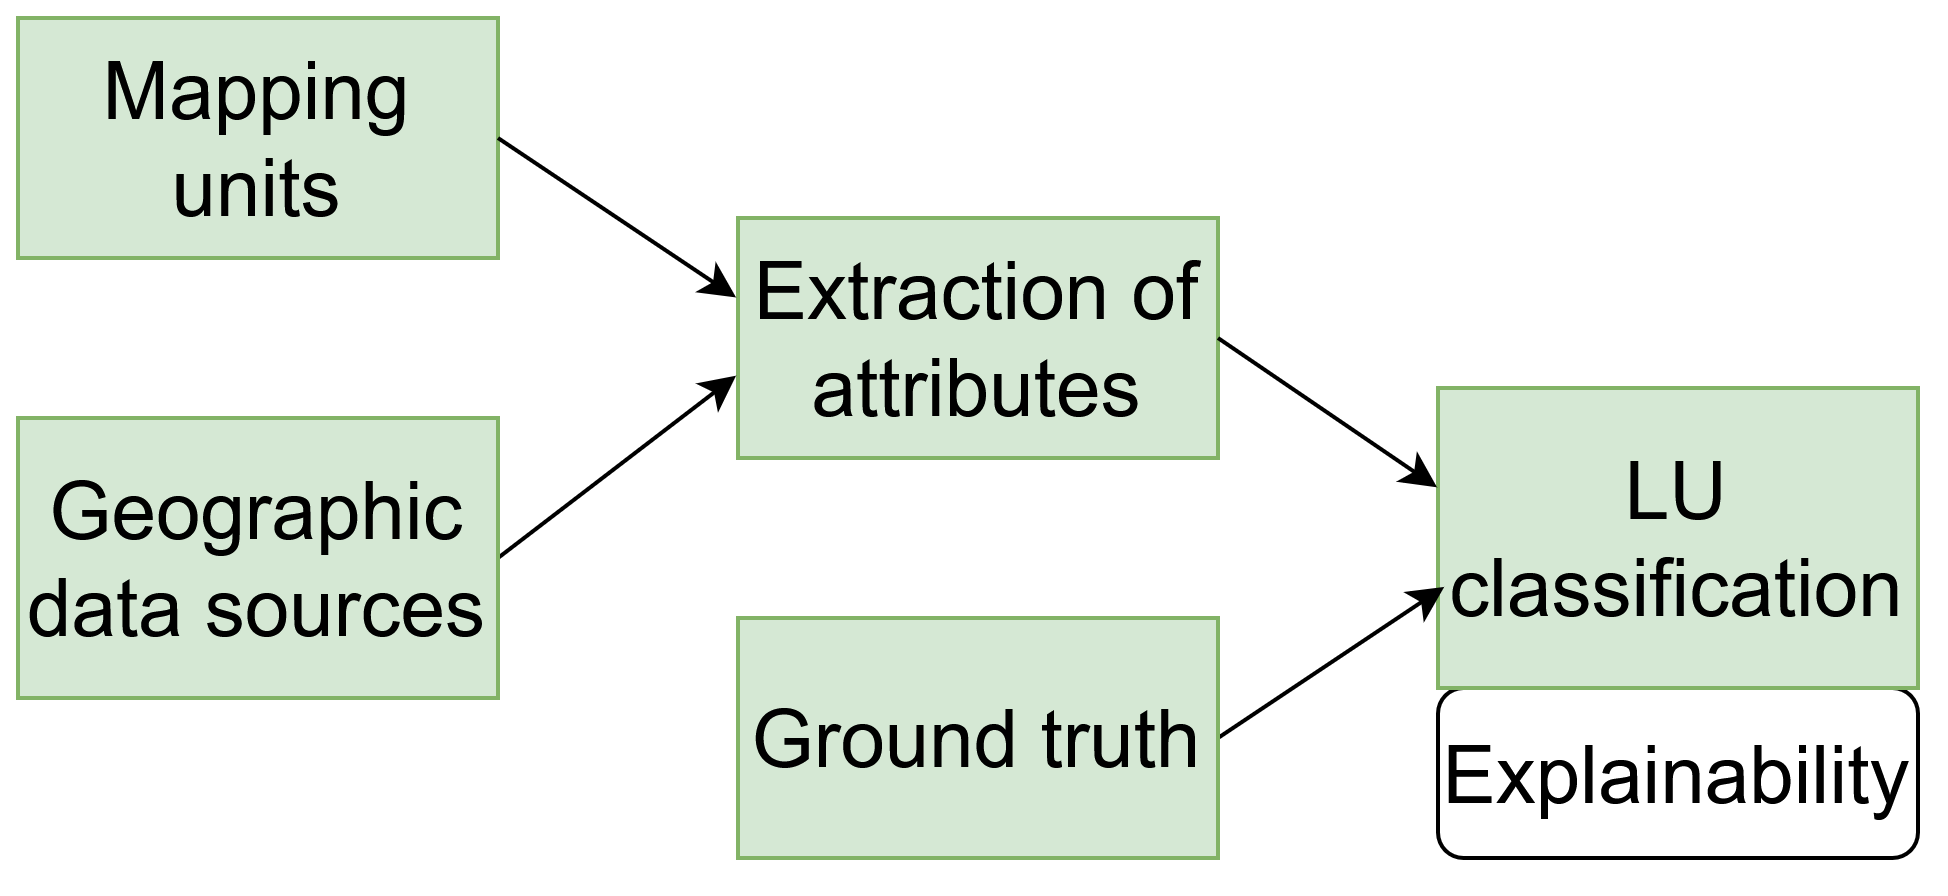 Mapping
units
Geographic
data sources
Extraction of
attributes
Ground truth
LU
classification
Explainability